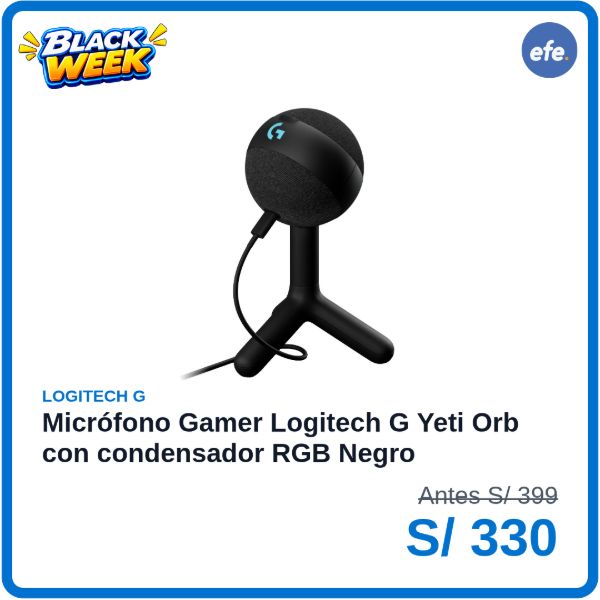 BLACK
WEEK
efe.
G
LOGITECH G
Micrófono Gamer Logitech G Yeti Orb
con condensador RGB Negro
Antes S/ 399
S/ 330